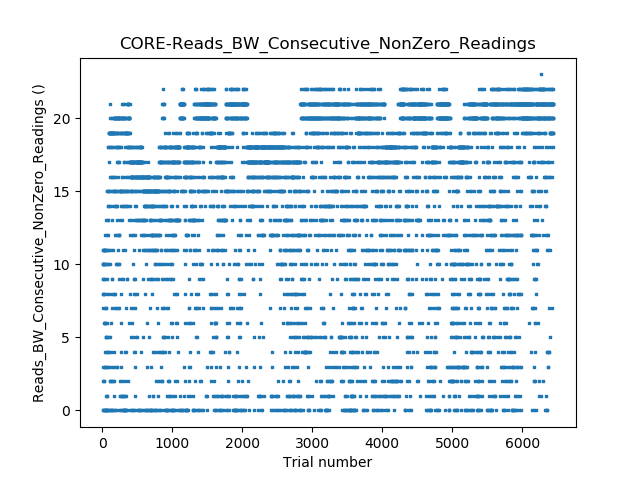 CORE-Reads_BW_Consecutive_NonZero_Readings
Reads_BW_Consecutive_NonZero_Readings ()
20
15
10
5
0
0 1000 2000 3000 4000 5000 6000
Trial number